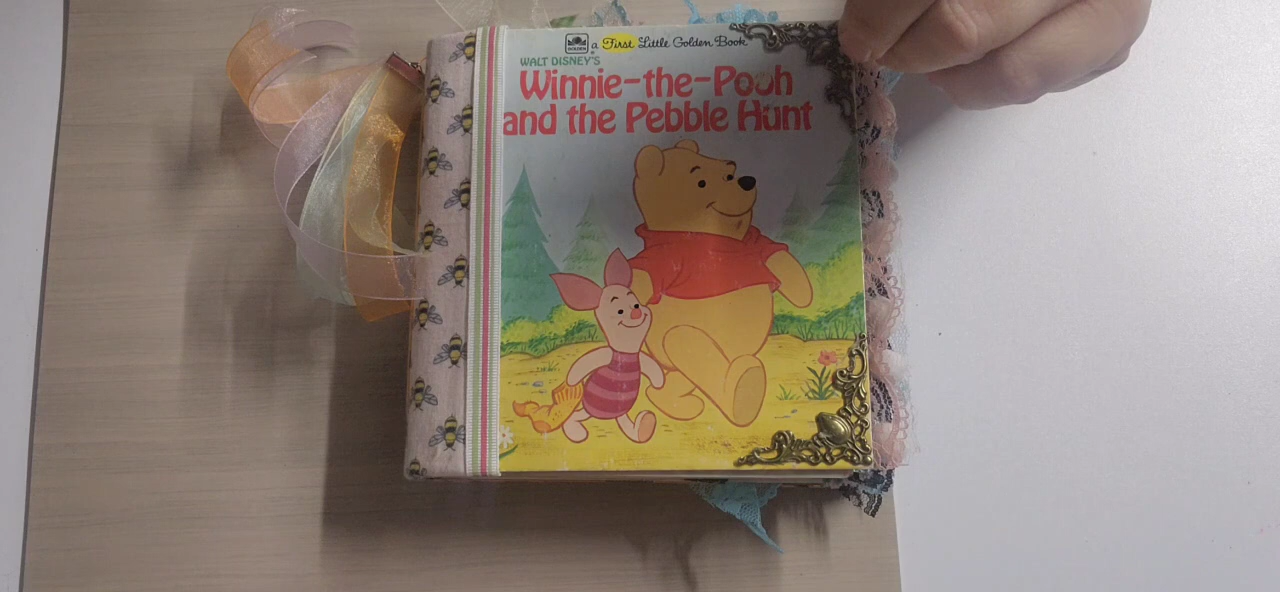 GOLDEN a First Little Golden Book
WALT DISNEY'S
Winnie-the-Pooh
and the Pebble Hunt